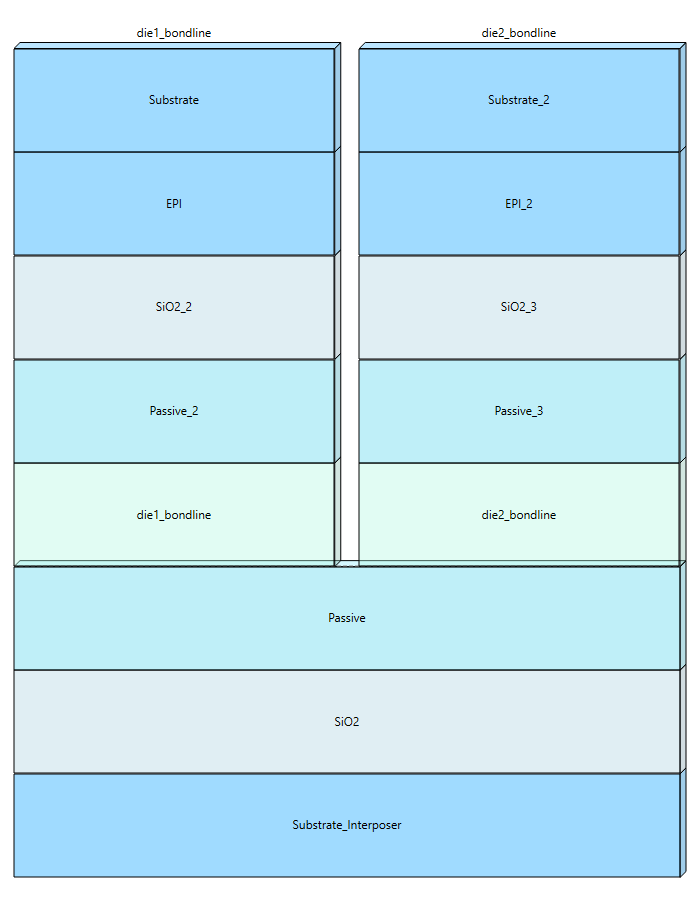 die1_bondline
die2_bondline
Substrate
Substrate_2
EPI
EPI_2
SiO2_2
SiO2_3
Passive_2
Passive_3
die1_bondline
die2_bondline
Passive
SiO2
Substrate_Interposer